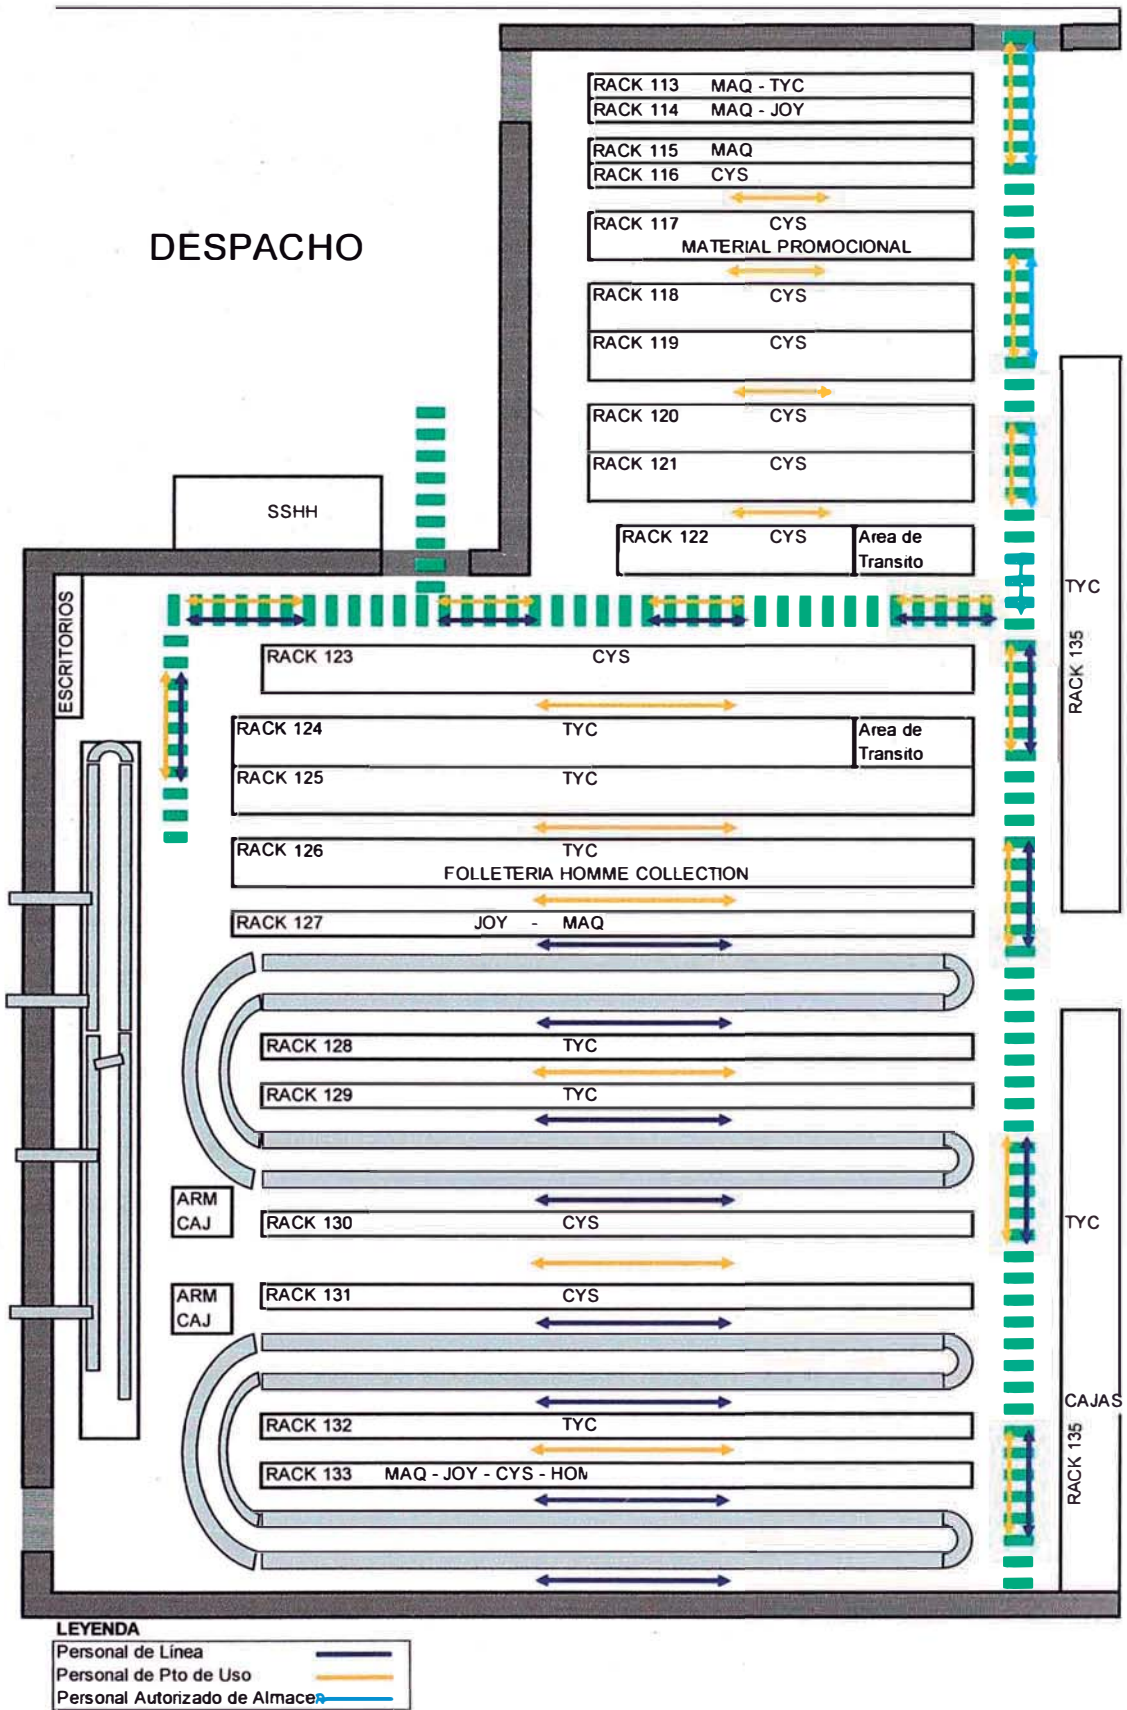 RACK 113 MAQ - TYC
RACK 114 MAQ - JOY
RACK 115 MAQ
RACK 116 CYS
RACK 117 CYS
MATERIAL PROMOCIONAL
DESPACHO
RACK 118 CYS
RACK 119 CYS
RACK 120 CYS
RACK 121 CYS
SSHH
RACK 122 CYS
Area de
Transito
TYC
RACK 135
ESCRITORIOS
RACK 123 CYS
RACK 124 TYC
Area de
Transito
RACK 125 TYC
RACK 126 TYC
FOLLETERIA HOMME COLLECTION
RACK 127 JOY - MAQ
RACK 128 TYC
RACK 129 TYC
ARM
CAJ
RACK 130 CYS
TYC
ARM
CAJ
RACK 131 CYS
CAJAS
RACK 135
RACK 132 TYC
RACK 133 MAQ - JOY - CYS - HOM
LEYENDA
Personal de Línea
Personal de Pto de Uso
Personal Autorizado de Almacen